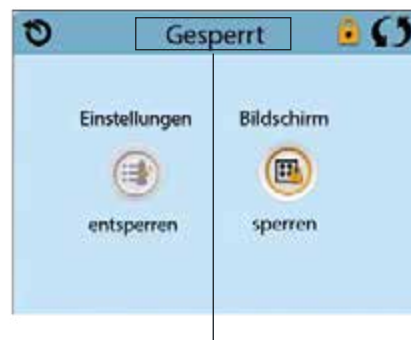 Gesperrt
Einstellungen
Bildschirm
entsperren
sperren